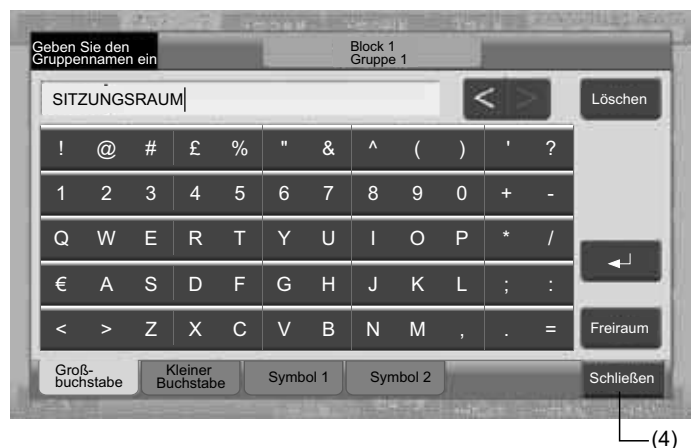 Geben Sie den
Gruppennamen ein
Block 1
Gruppe 1
SITZUNGSRAUM
< >
Löschen
! @ # £ % " & ^ ( ) ' ?
1 2 3 4 5 6 7 8 9 0 + -
Q W E R T Y U I O P * /
€ A S D F G H J K L ; :
< > Z X C V B N M , . =
Freiraum
Groß-
buchstabe
Kleiner
Buchstabe
Symbol 1
Symbol 2
Schließen
(4)